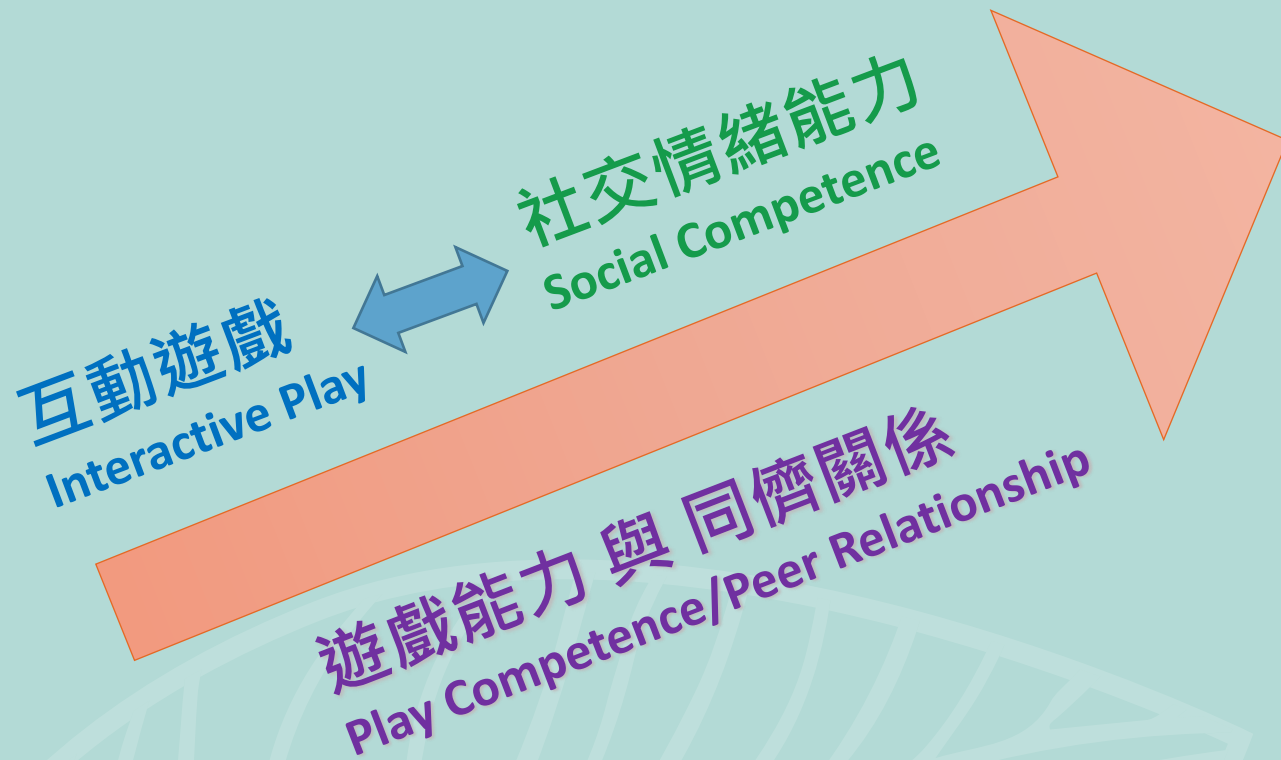 社交情緒能力
Social Competence
互動遊戲
Interactive Play
遊戲能力 與 同儕關係
Play Competence/Peer Relationship